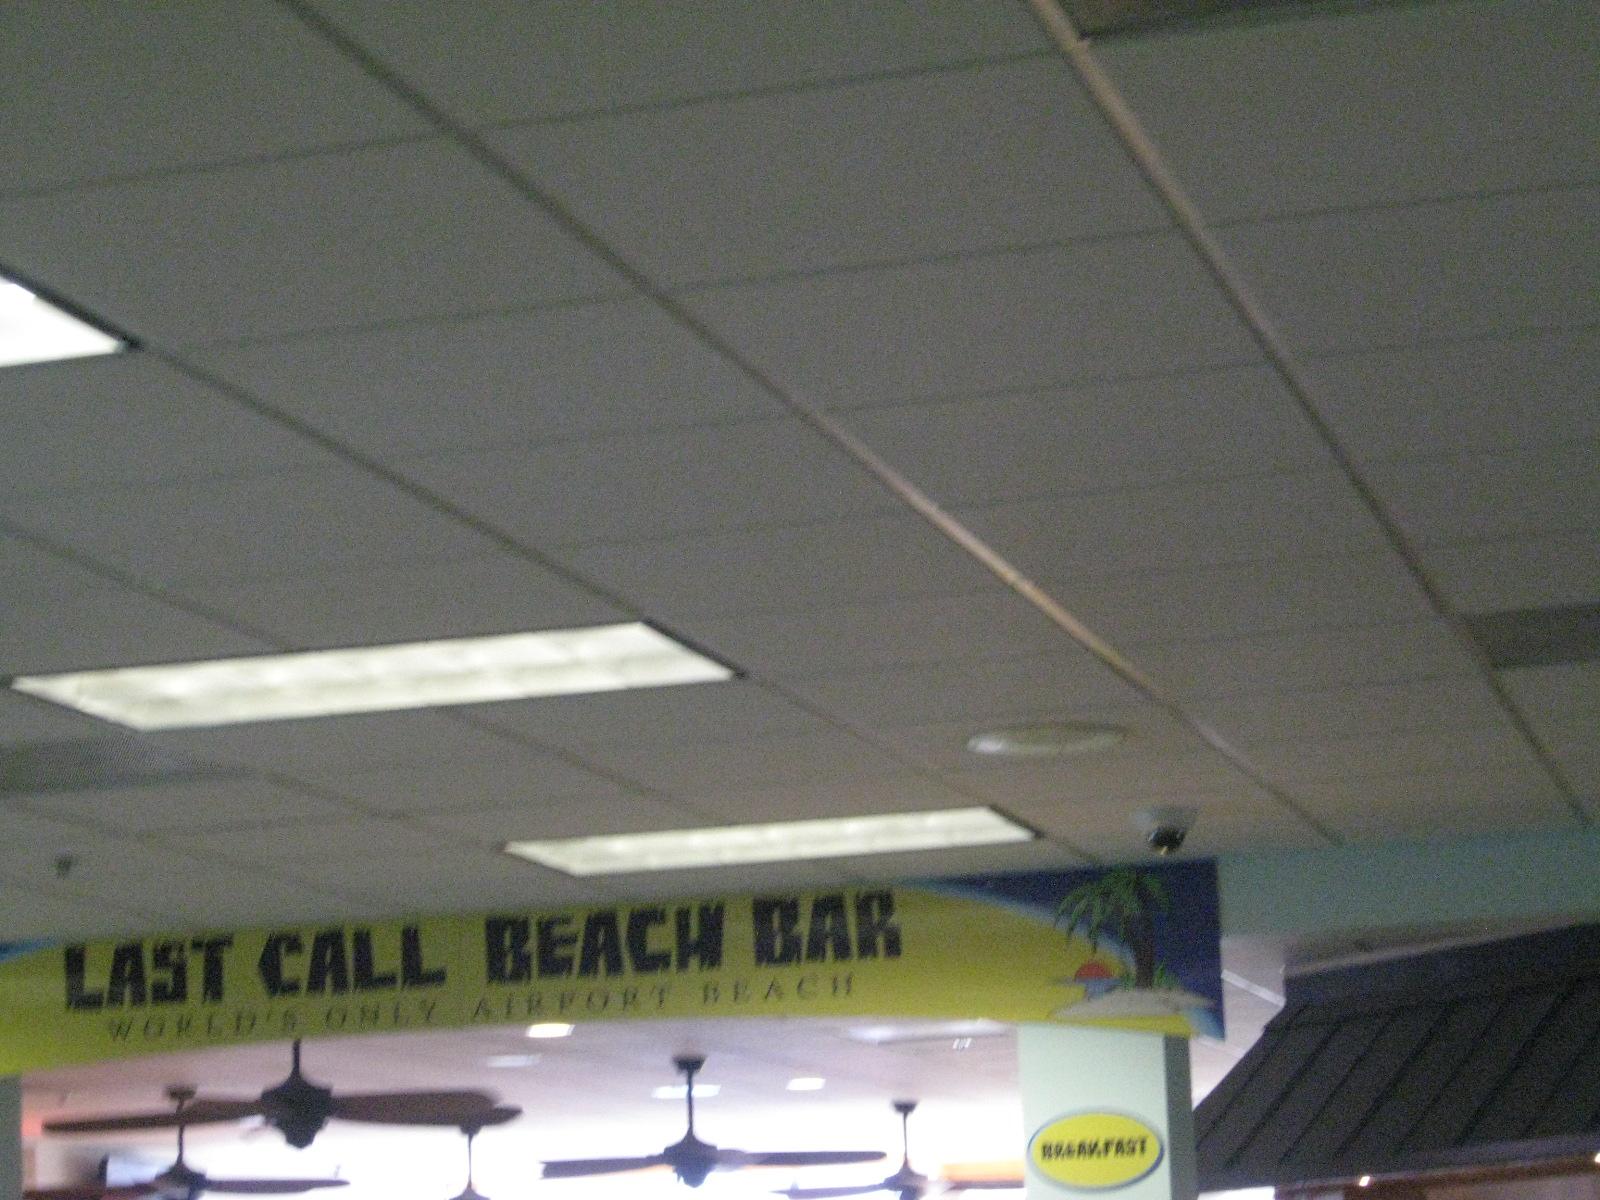 LAST CALL BEACH BAR
WORLD'S ONLY AIRPORT BEACH
BREAKFAST